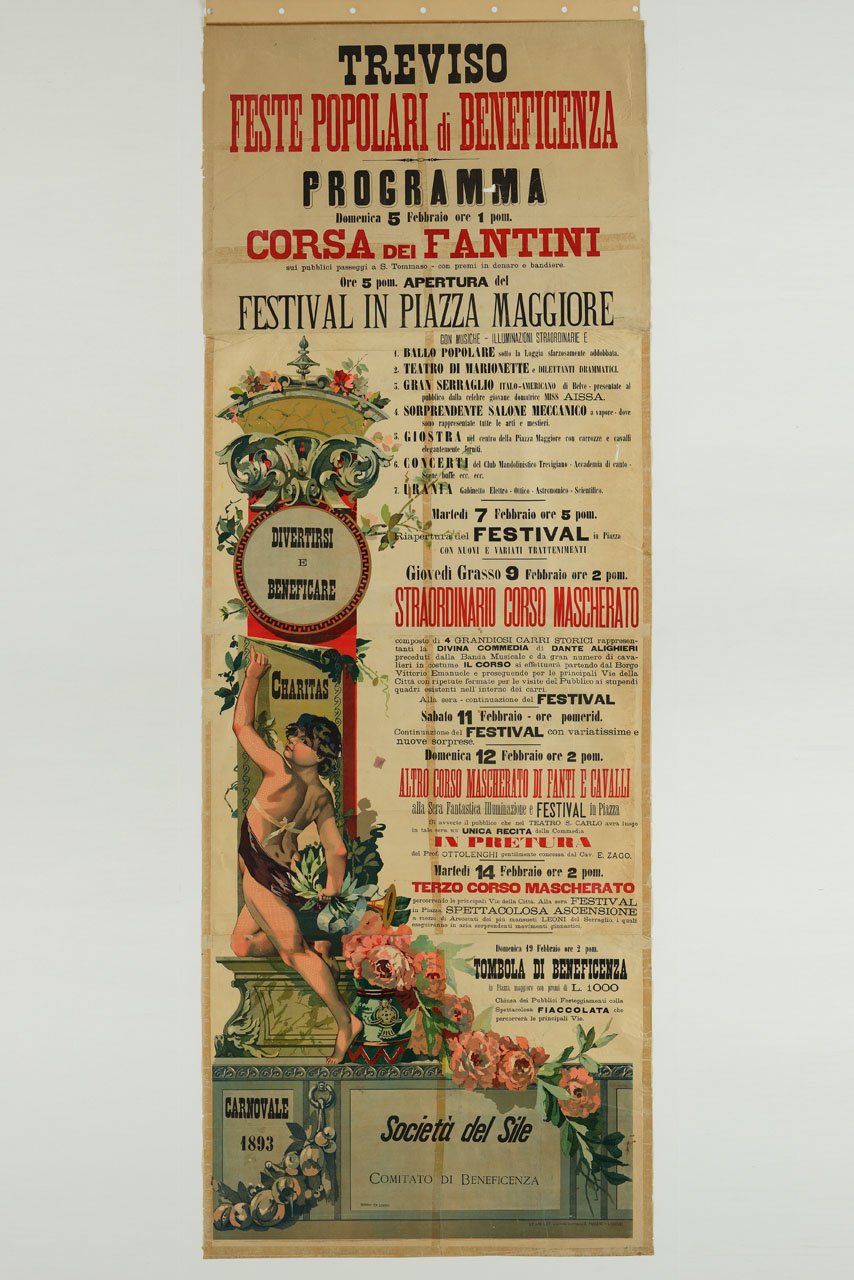 TREVISO
FESTE POPOLARI di BENEFICENZA
PROGRAMMA
Domenica 5 Febbraio ore 1 pom.
CORSA DEI FANTINI
sui pubblici passeggi a S. Tommaso - con premi in denaro e bandiere.
Ore 5 pom. APERTURA del
FESTIVAL IN PIAZZA MAGGIORE
CON MUSICHE - ILLUMINAZIONI STRAORDINARIE E
1. BALLO POPOLARE sotto la Loggia sfarzosamente addobbata.
2. TEATRO DI MARIONETTE e DILETTANTI DRAMMATICI.
3. GRAN SERRAGLIO ITALO-AMERICANO di Belve - presentate al
pubblico dalla celebre giovane domatrice MISS AISSA.
4. SORPRENDENTE SALONE MECCANICO a vapore - dove
sono rappresentate tutte le arti e mestieri.
5. GIOSTRA nel centro della Piazza Maggiore con carrozze e cavalli
elegantemente forniti.
6. CONCERTI del Club Mandolinistico Trevigiano - Accademia di canto -
Scene buffe ecc. ecc.
7. URANIA Gabinetto Elettro - Ottico - Astronomico - Scientifico.
Martedì 7 Febbraio ore 5 pom.
Riapertura del FESTIVAL in Piazza
CON NUOVI E VARIATI TRATTENIMENTI
Giovedì Grasso 9 Febbraio ore 2 pom.
STRAORDINARIO CORSO MASCHERATO
composto di 4 GRANDIOSI CARRI STORICI rappresen-
tanti la DIVINA COMMEDIA di DANTE ALIGHIERI
preceduti dalla Banda Musicale e da gran numero di cava-
lieri in costume. IL CORSO si effettuerà partendo dal Borgo
Vittorio Emanuele e proseguendo per le principali Vie della
Città con ripetute fermate per le visite del Pubblico ai stupendi
quadri esistenti nell'interno dei carri.
Alla sera - continuazione del FESTIVAL
Sabato 11 Febbraio - ore pomerid.
Continuazione del FESTIVAL con variatissime e
nuove sorprese.
Domenica 12 Febbraio ore 2 pom.
ALTRO CORSO MASCHERATO DI FANTI E CAVALLI
alla Sera Fantastica Illuminazione e FESTIVAL in Piazza
Si avverte il pubblico che nel TEATRO S. CARLO avrà luogo
in tale sera un UNICA RECITA della Commedia
IN PRETURA
del Prof. OTTOLENGHI gentilmente concessa dal Cav. E. ZAGO.
Martedì 14 Febbraio ore 2 pom.
TERZO CORSO MASCHERATO
percorrendo le principali Vie della Città. Alla sera FESTIVAL
in Piazza SPETTACOLOSA ASCENSIONE
a mezzo di Areostati dei più mansueti LEONI del Serraglio, i quali
eseguiranno in aria sorprendenti movimenti ginnastici.
Domenica 19 Febbraio ore 2 pom.
TOMBOLA DI BENEFICENZA
in Piazza maggiore con premi di L. 1000
Chiusa dei Pubblici Festeggiamenti colla
Spettacolosa FIACCOLATA che
percorrerà le principali Vie.
DIVERTIRSI
E
BENEFICARE
CHARITAS
CARNOVALE
1893
Società del Sile
COMITATO DI BENEFICENZA